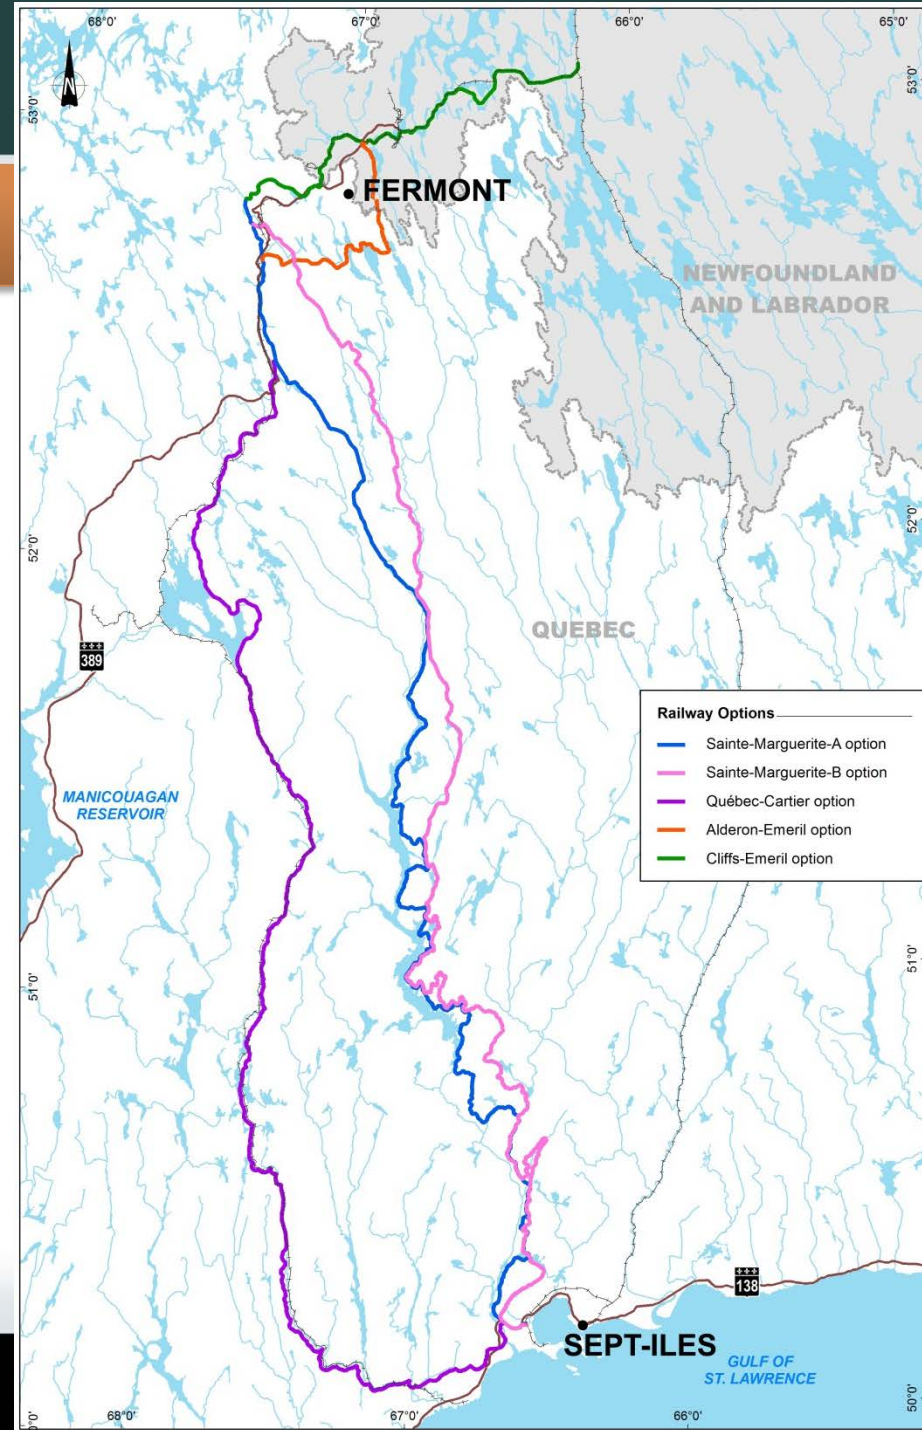 68°0'
67°0'
66°0'
65°0'
N
53°0'
53°0'
FERMONT
NEWFOUNDLAND
AND LABRADOR
52°0'
52°0'
QUEBEC
389
Railway Options
Sainte-Marguerite-A option
Sainte-Marguerite-B option
Québec-Cartier option
Alderon-Emeril option
Cliffs-Emeril option
MANICOUAGAN
RESERVOIR
51°0'
51°0'
138
SEPT-ILES
GULF OF
ST. LAWRENCE
50°0'
68°0'
67°0'
66°0'